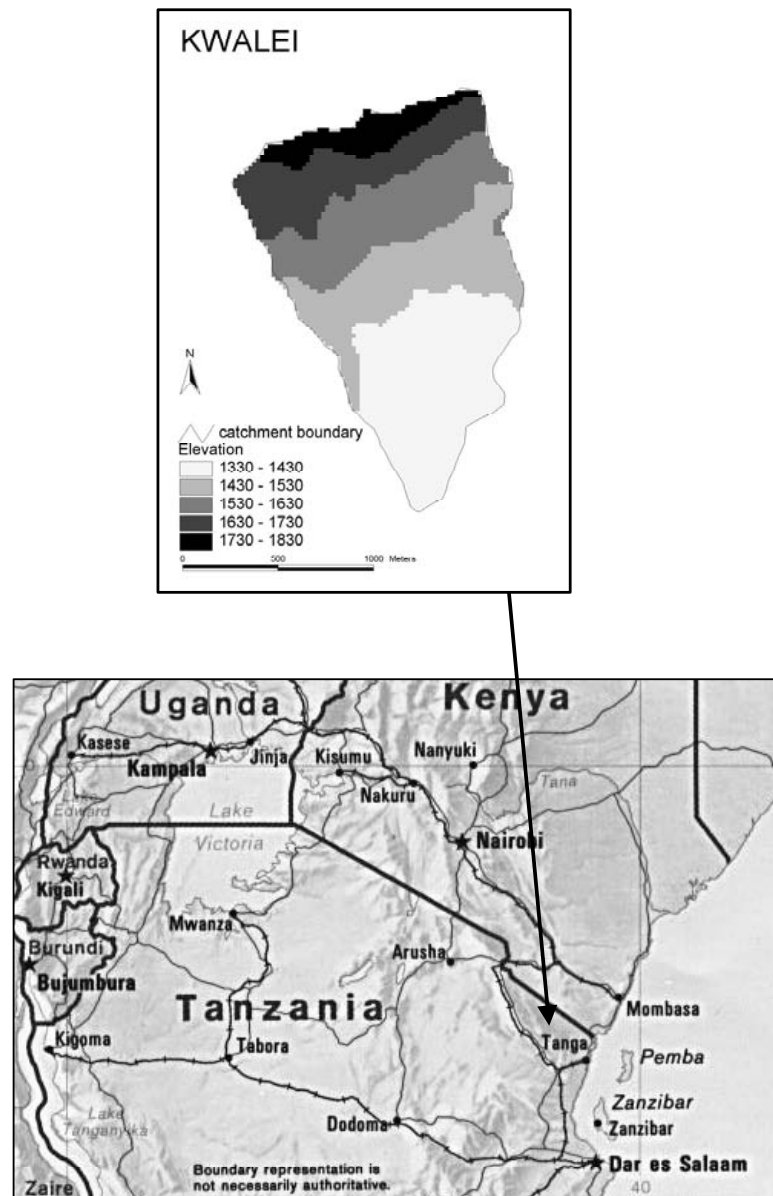 KWALEI
N
catchment boundary
Elevation
1330 - 1430
1430 - 1530
1530 - 1630
1630 - 1730
1730 - 1830
0 500 1000 Meters
Uganda
Kenya
Kasese
Kampala
Jinja
Kisumu
Nanyuki
0
Nakuru
Tana
Lake
Edward
Lake
Victoria
Nairobi
Rwanda
Kigali
Mwanza
Burundi
Bujumbura
Arusha
Tanzania
Mombasa
Kigoma
Tabora
Tanga
Pemba
Zanzibar
Zanzibar
Lake
Tanganyika
Dodoma
Dar es Salaam
Boundary representation is
not necessarily authoritative.
Zaire
40